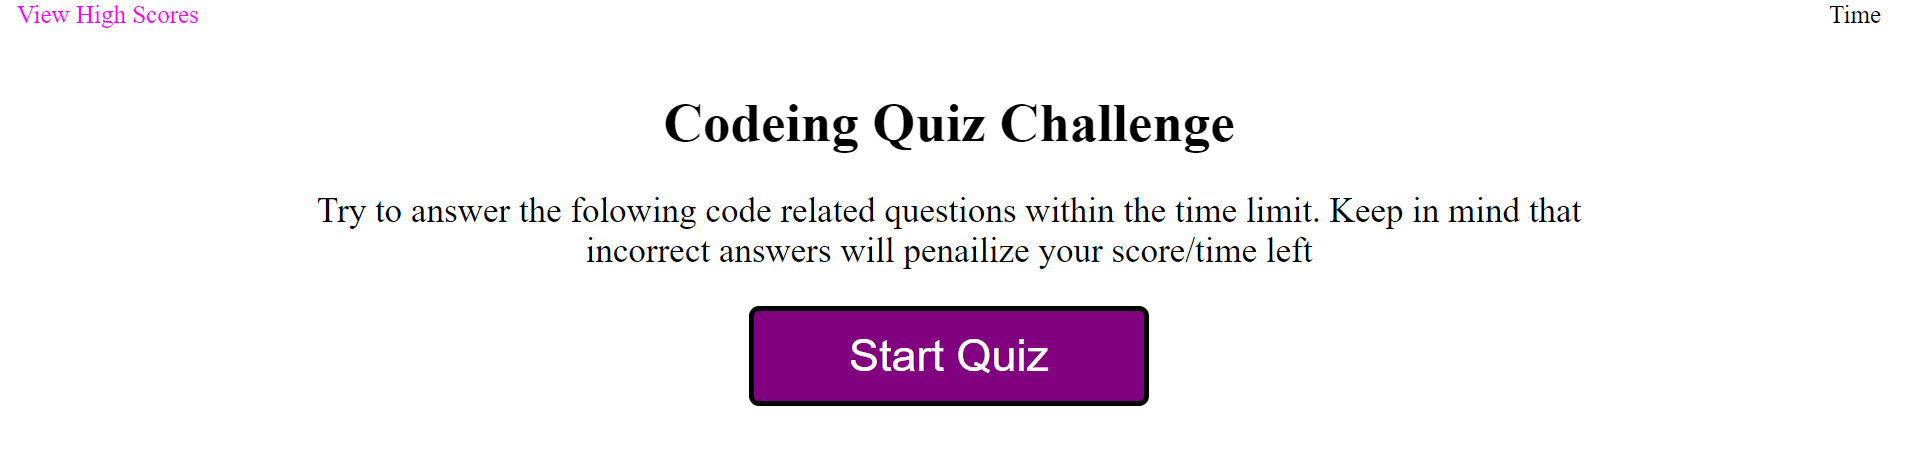 View High Scores
Time
Codeing Quiz Challenge
Try to answer the folowing code related questions within the time limit. Keep in mind that
incorrect answers will penailize your score/time left
Start Quiz